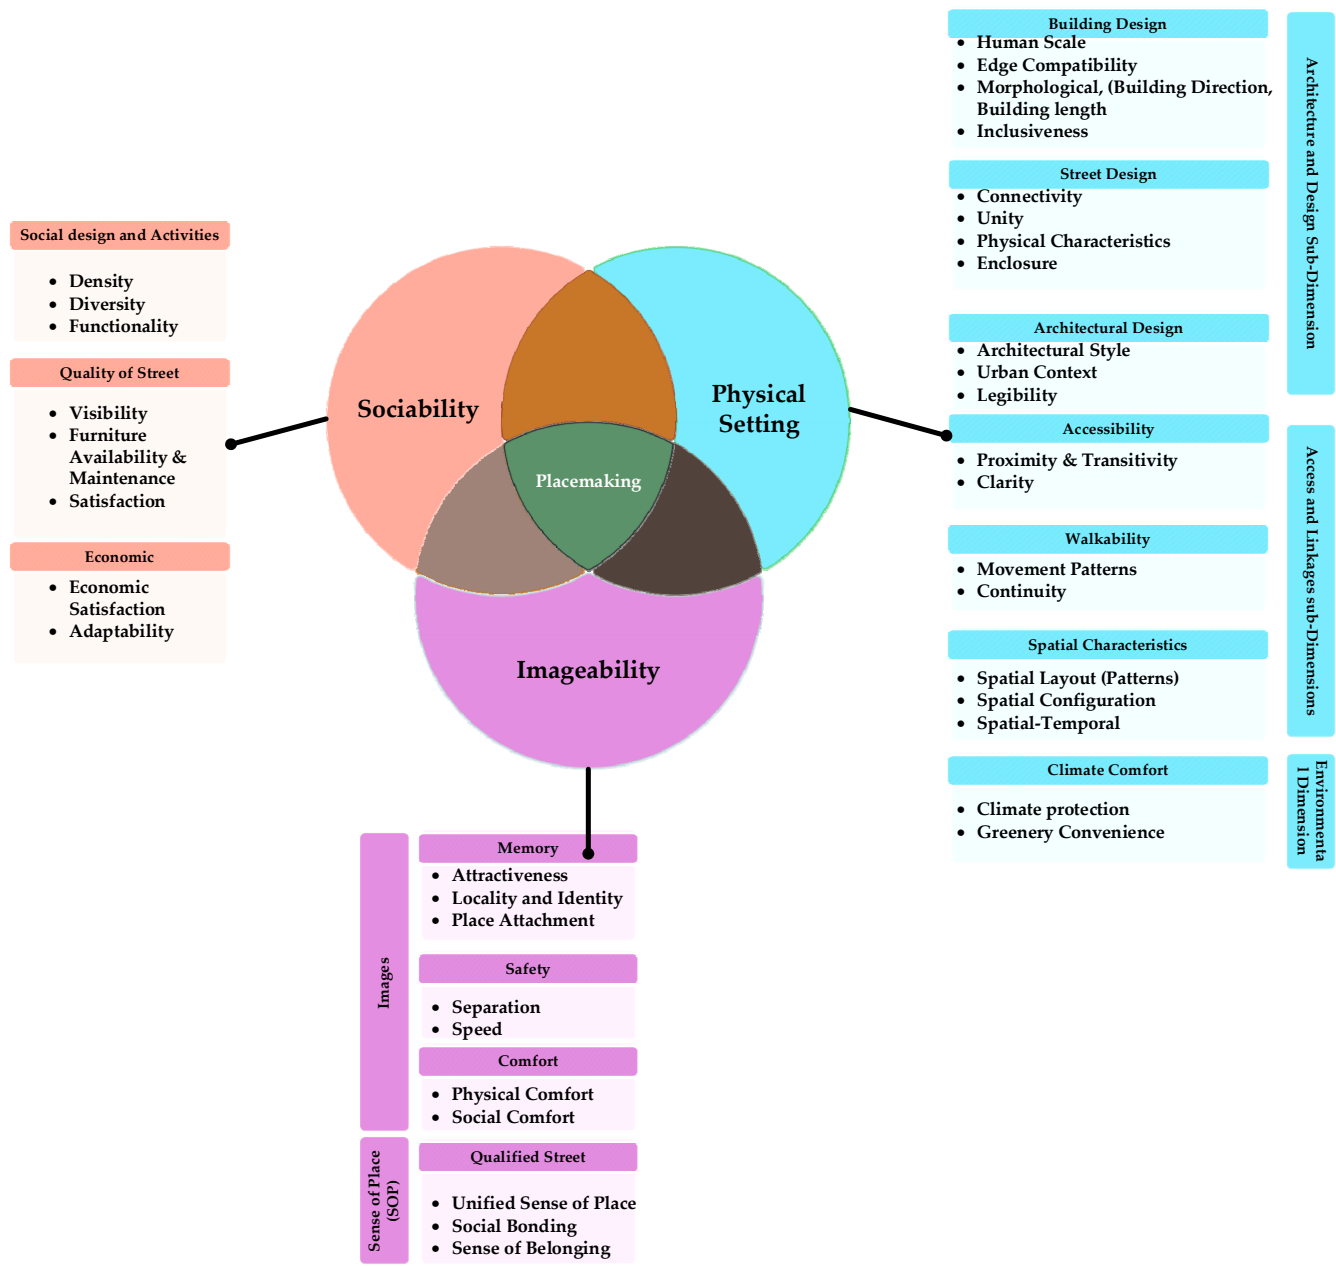 Social design and Activities
• Density
• Diversity
• Functionality
Quality of Street
• Visibility
• Furniture
Availability &
Maintenance
• Satisfaction
Economic
• Economic
Satisfaction
• Adaptability
Sociability
Physical
Setting
Placemaking
Imageability
Building Design
• Human Scale
• Edge Compatibility
• Morphological, (Building Direction,
Building length
• Inclusiveness
Street Design
• Connectivity
• Unity
• Physical Characteristics
• Enclosure
Architectural Design
• Architectural Style
• Urban Context
• Legibility
Architecture and Design Sub-Dimension
Accessibility
• Proximity & Transitivity
• Clarity
Walkability
• Movement Patterns
• Continuity
Spatial Characteristics
• Spatial Layout (Patterns)
• Spatial Configuration
• Spatial-Temporal
Access and Linkages sub-Dimensions
Climate Comfort
• Climate protection
• Greenery Convenience
Environmenta
l Dimension
Images
Memory
• Attractiveness
• Locality and Identity
• Place Attachment
Safety
• Separation
• Speed
Comfort
• Physical Comfort
• Social Comfort
Sense of Place
(SOP)
Qualified Street
• Unified Sense of Place
• Social Bonding
• Sense of Belonging